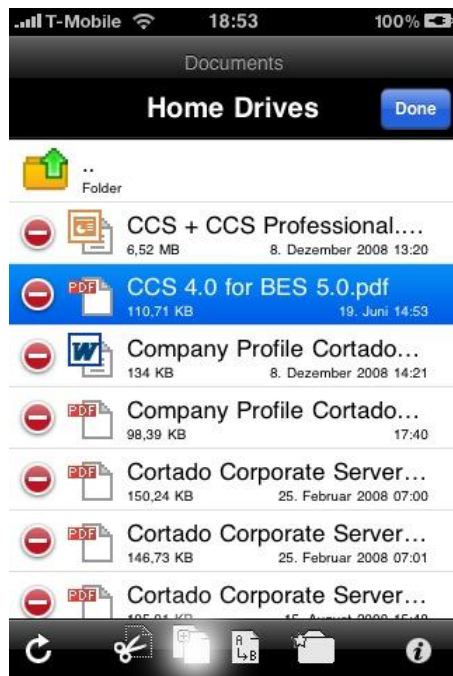 T-Mobile 18:53 100%
Documents
Home Drives Done
..
Folder
CCS + CCS Professional....
6,52 MB 8. Dezember 2008 13:20
PDF CCS 4.0 for BES 5.0.pdf
110,71 KB 19. Juni 14:53
W Company Profile Cortado...
134 KB 8. Dezember 2008 14:21
PDF Company Profile Cortado...
98,39 KB 17:40
PDF Cortado Corporate Server...
150,24 KB 25. Februar 2008 07:00
PDF Cortado Corporate Server...
146,73 KB 25. Februar 2008 07:01
PDF Cortado Corporate Server...
A
B
i